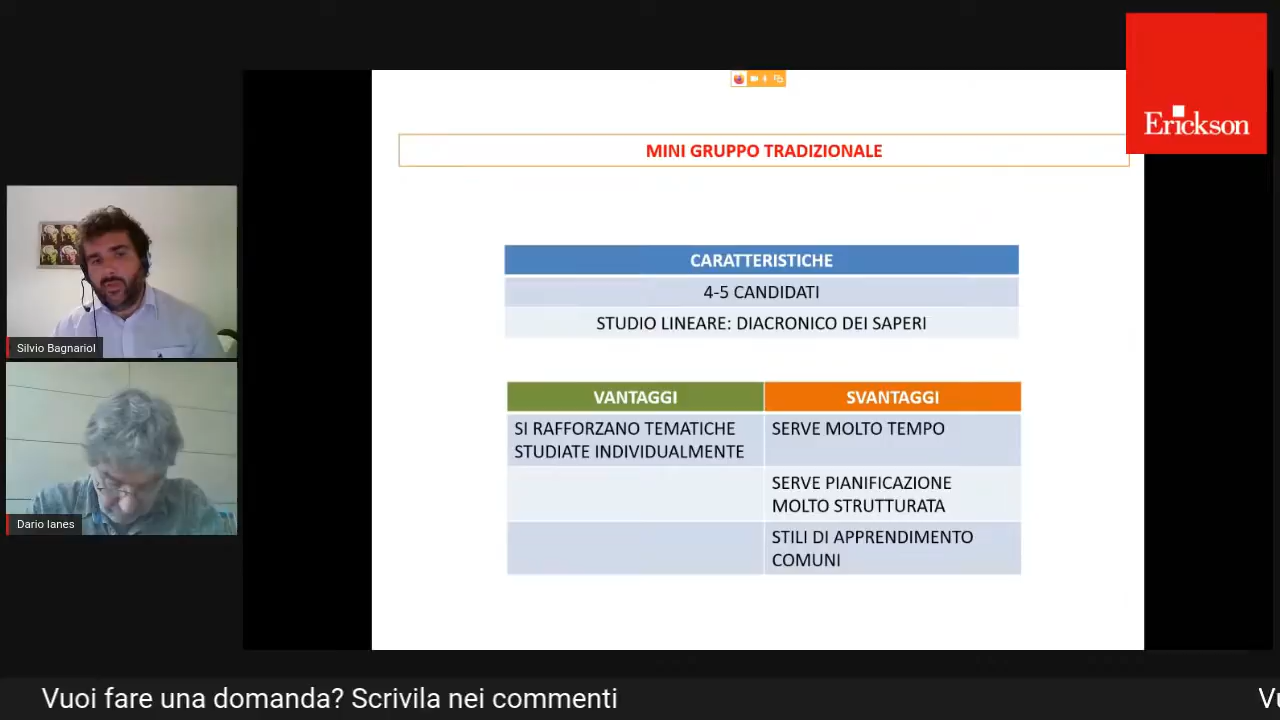 Erickson
MINI GRUPPO TRADIZIONALE
CARATTERISTICHE
4-5 CANDIDATI
STUDIO LINEARE: DIACRONICO DEI SAPERI
VANTAGGI
SVANTAGGI
SI RAFFORZANO TEMATICHE
STUDIATE INDIVIDUALMENTE
SERVE MOLTO TEMPO
SERVE PIANIFICAZIONE
MOLTO STRUTTURATA
STILI DI APPRENDIMENTO
COMUNI
Silvio Bagnariol
Dario Ianes
Vuoi fare una domanda? Scrivila nei commenti